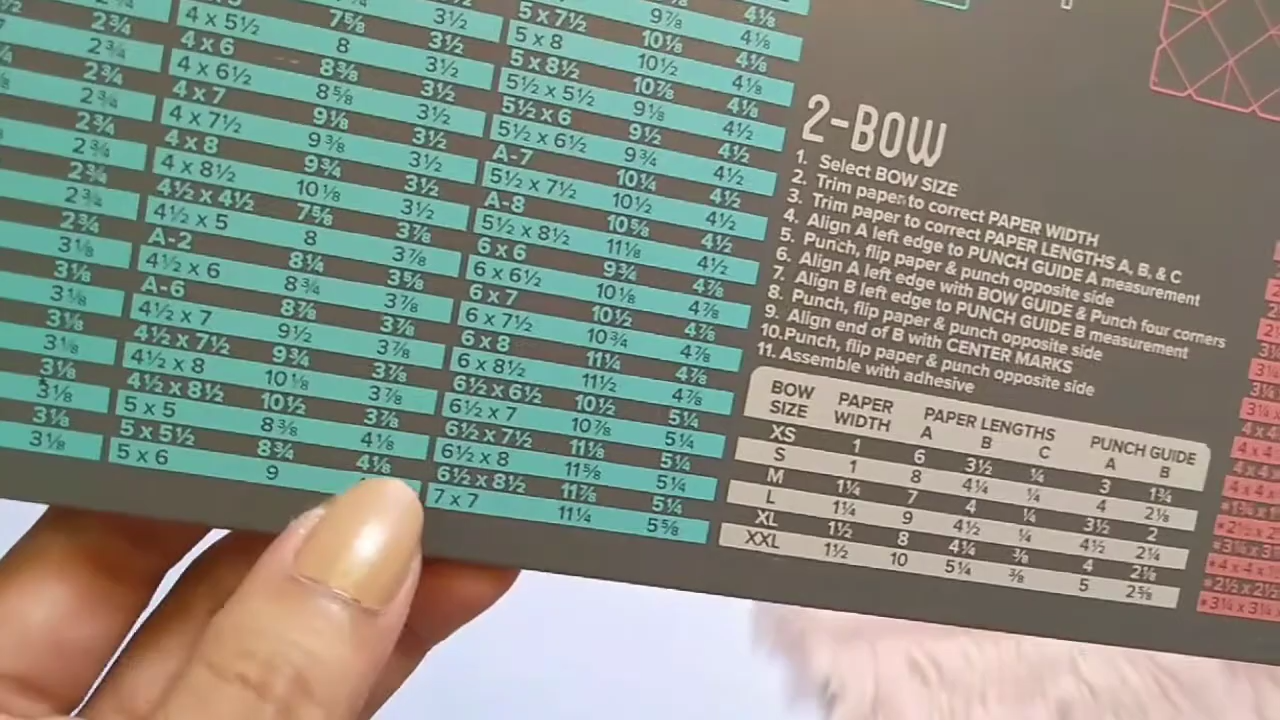 2¾
2¾
2¾
2¾
2¾
2¾
2¾
2¾
2¾
3⅛
3⅛
3⅛
3⅛
3⅛
3⅛
3⅛
3⅛
3⅛
4 x 5½ 8 3½
4 x 6 8⅜ 3½
4 x 6½ 8⅝ 3½
4 x 7 9⅛ 3½
4 x 7½ 9⅜ 3½
4 x 8 9¾ 3½
4 x 8½ 10⅛ 3½
4½ x 4½ 7⅝ 3⅞
4½ x 5 8 3⅞
A-2 8¼ 3⅝
4½ x 6 8¾ 3⅞
A-6 8⅞ 3⅞
4½ x 7 9½ 3⅞
4½ x 7½ 9¾ 3⅞
4½ x 8 10⅛ 3⅞
4½ x 8½ 10½ 3⅞
5 x 5 8⅜ 4⅛
5 x 5½ 8¾ 4⅛
5 x 6 9
5 x 7½ 10⅛ 4⅛
5 x 8 10½ 4⅛
5 x 8½ 10⅞ 4⅛
5½ x 5½ 9⅛ 4½
5½ x 6 9½ 4½
5½ x 6½ 9¾ 4½
A-7 10¼ 4½
5½ x 7½ 10½ 4½
A-8 10⅝ 4½
5½ x 8½ 11⅛ 4½
6 x 6 9¾ 4⅞
6 x 6½ 10⅛ 4⅞
6 x 7 10½ 4⅞
6 x 7½ 10¾ 4⅞
6 x 8 11¼ 4⅞
6 x 8½ 11½ 4⅞
6½ x 6½ 10½ 5¼
6½ x 7 10⅞ 5¼
6½ x 7½ 11⅛ 5¼
6½ x 8 11⅝ 5¼
6½ x 8½ 11⅞ 5¼
7 x 7 11¼ 5⅝
2-BOW
1. Select BOW SIZE
2. Trim paper to correct PAPER WIDTH
3. Trim paper to correct PAPER LENGTHS A, B, & C
4. Align A left edge to PUNCH GUIDE A measurement
5. Punch, flip paper & punch opposite side
6. Align A left edge with BOW GUIDE & Punch four corners
7. Align B left edge to PUNCH GUIDE B measurement
8. Punch, flip paper & punch opposite side
9. Align end of B with CENTER MARKS
10.Punch, flip paper & punch opposite side
11. Assemble with adhesive
BOW SIZE PAPER WIDTH PAPER LENGTHS PUNCH GUIDE
A B C A B
XS 1 6 3½ ¼ 3 1¾
S 1 8 4¼ ¼ 4 2⅛
M 1¼ 7 4 ¼ 3½ 2
L 1¼ 9 4½ ¼ 4½ 2¼
XL 1½ 8 4¼ ⅜ 4 2⅛
XXL 1½ 10 5¼ ⅜ 5 2⅝